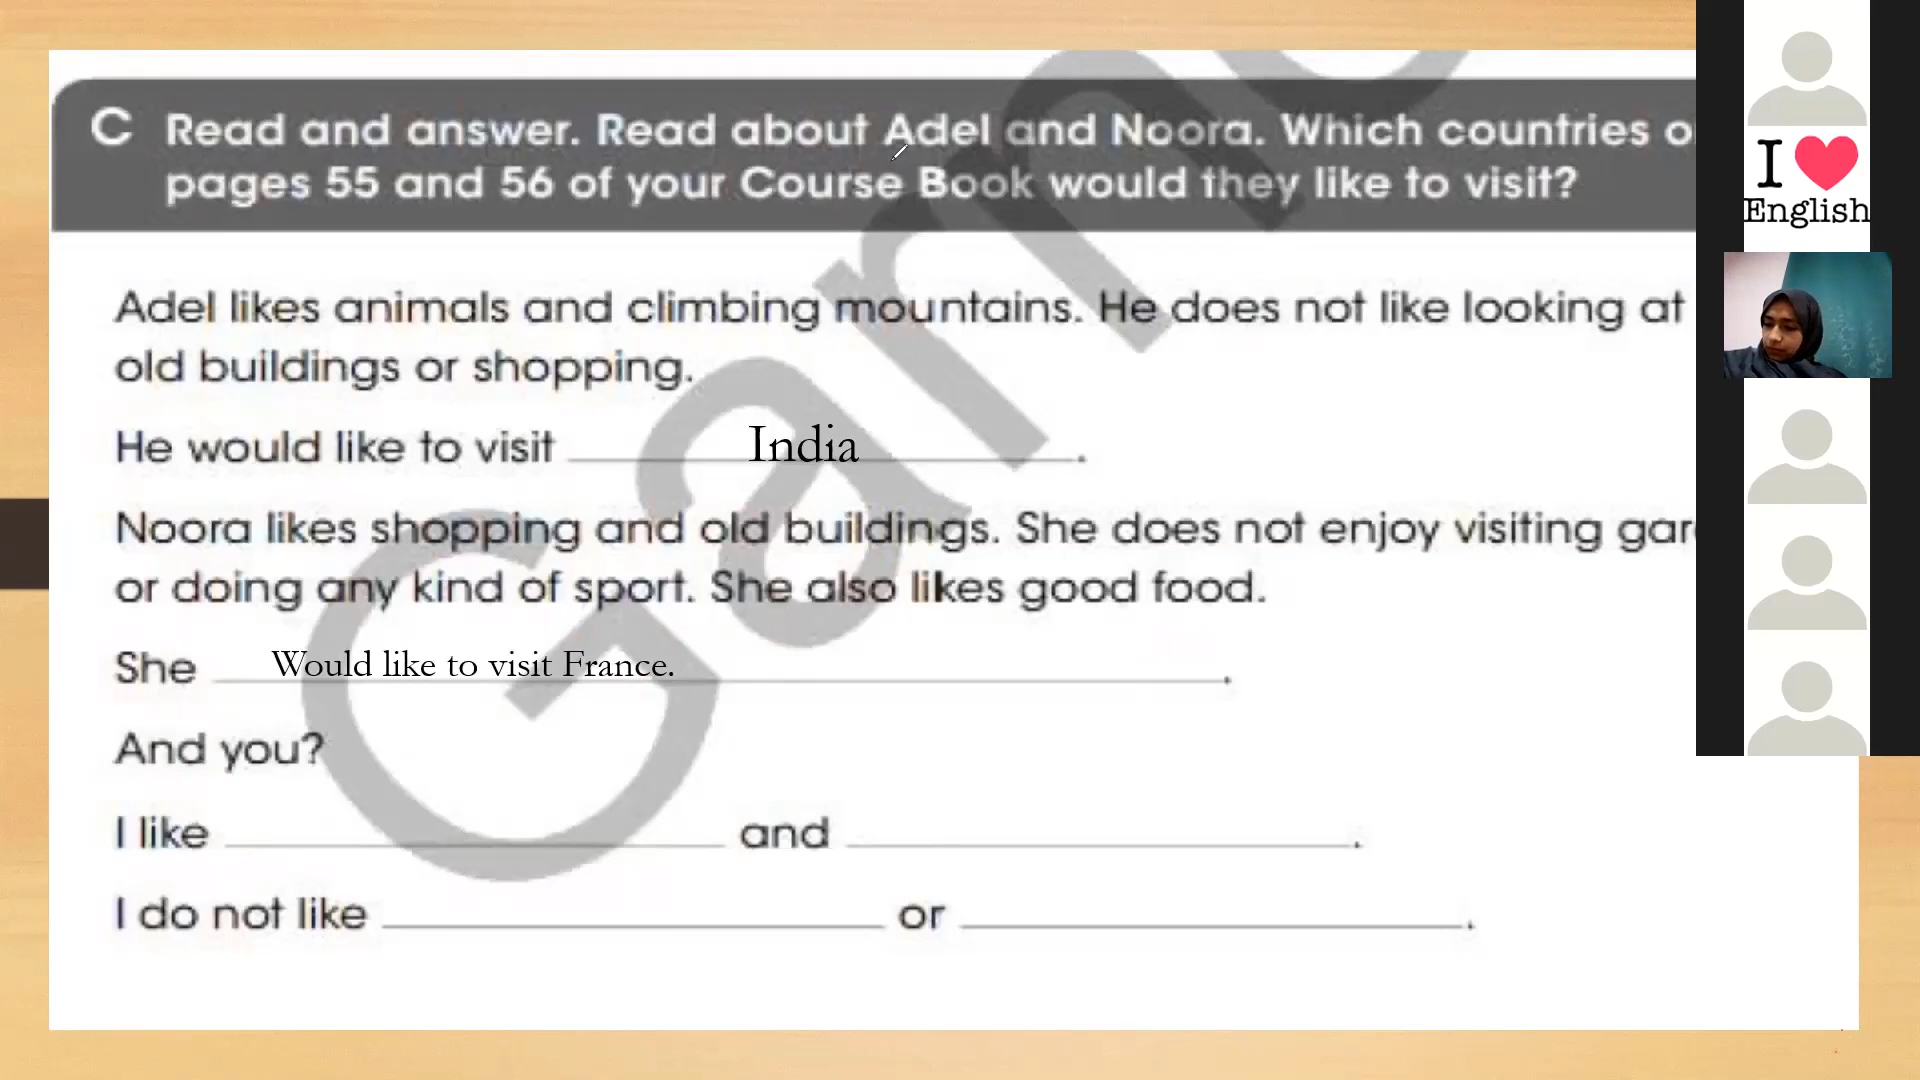 C Read and answer. Read about Adel and Noora. Which countries
pages 55 and 56 of your Course Book would they like to visit?
Adel likes animals and climbing mountains. He does not like looking at
old buildings or shopping.
He would like to visit India .
Noora likes shopping and old buildings. She does not enjoy visiting
or doing any kind of sport. She also likes good food.
She Would like to visit France. .
And you?
I like and .
I do not like or .
I
English